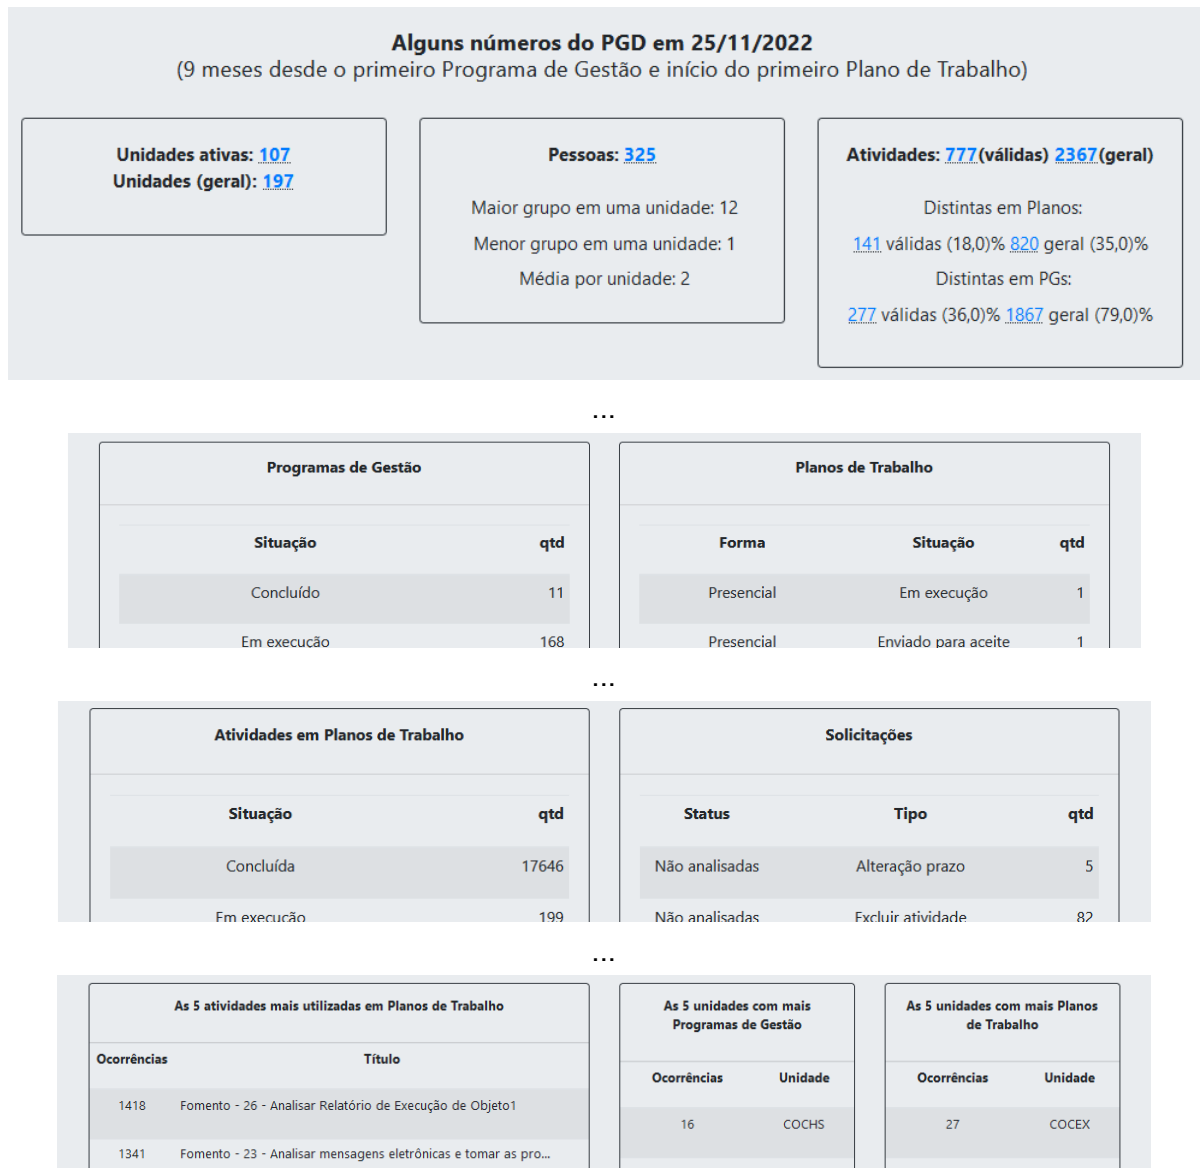 Alguns números do PGD em 25/11/2022
(9 meses desde o primeiro Programa de Gestão e início do primeiro Plano de Trabalho)
Unidades ativas: 107
Unidades (geral): 197
Pessoas: 325
Maior grupo em uma unidade: 12
Menor grupo em uma unidade: 1
Média por unidade: 2
Atividades: 777(válidas) 2367(geral)
Distintas em Planos:
141 válidas (18,0)% 820 geral (35,0)%
Distintas em PGs:
277 válidas (36,0)% 1867 geral (79,0)%
...
Programas de Gestão
Situação qtd
Concluído 11
Em execução 168
Planos de Trabalho
Forma Situação qtd
Presencial Em execução 1
Presencial Enviado para aceite 1
...
Atividades em Planos de Trabalho
Situação qtd
Concluída 17646
Em execução 199
Solicitações
Status Tipo qtd
Não analisadas Alteração prazo 5
Não analisadas Excluir atividade 82
...
As 5 atividades mais utilizadas em Planos de Trabalho
Ocorrências Título
1418 Fomento - 26 - Analisar Relatório de Execução de Objeto1
1341 Fomento - 23 - Analisar mensagens eletrônicas e tomar as pro...
As 5 unidades com mais
Programas de Gestão
Ocorrências Unidade
16 COCHS
As 5 unidades com mais Planos
de Trabalho
Ocorrências Unidade
27 COCEX